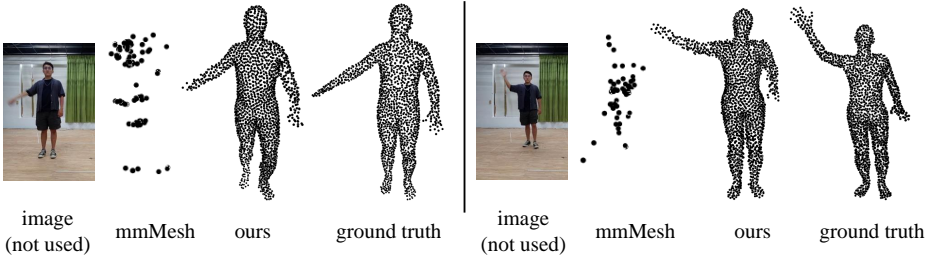 image
(not used)
mmMesh
ours
ground truth
image
(not used)
mmMesh
ours
ground truth